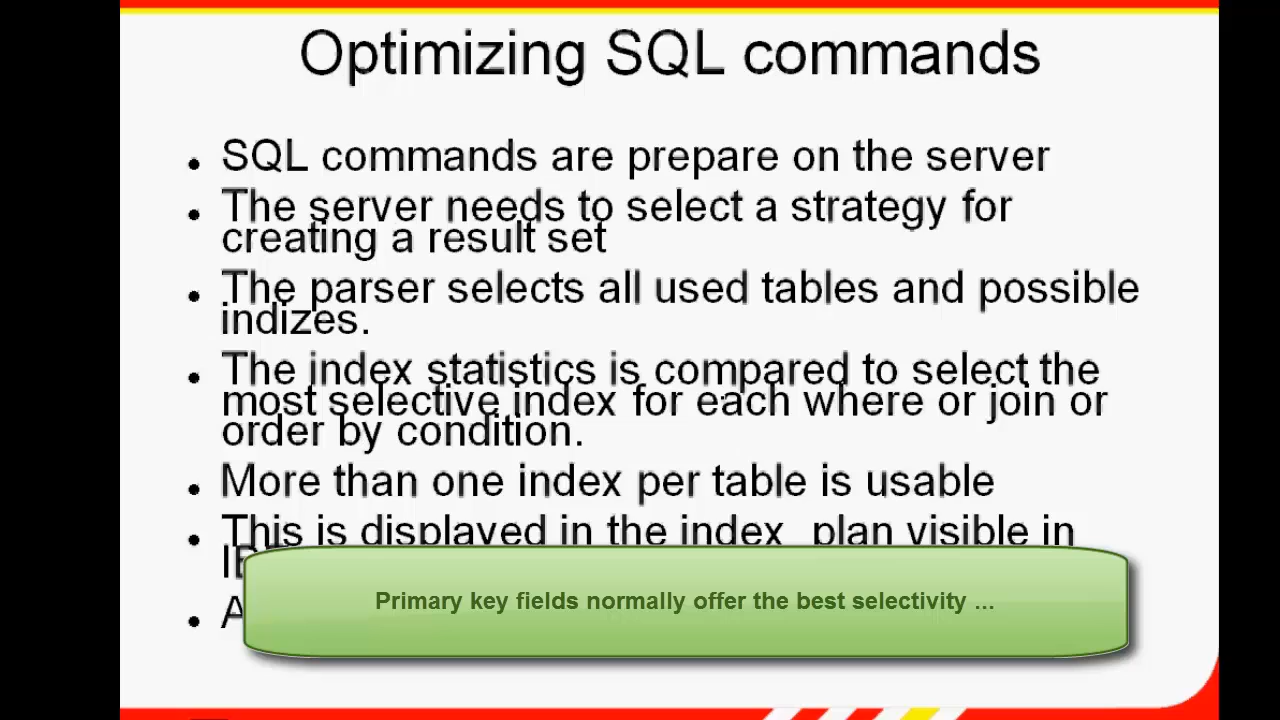 Optimizing SQL commands
• SQL commands are prepare on the server
• The server needs to select a strategy for
creating a result set
• The parser selects all used tables and possible
indizes.
• The index statistics is compared to select the
most selective index for each where or join or
order by condition.
• More than one index per table is usable
• This is displayed in the index plan visible in
Primary key fields normally offer the best selectivity ...